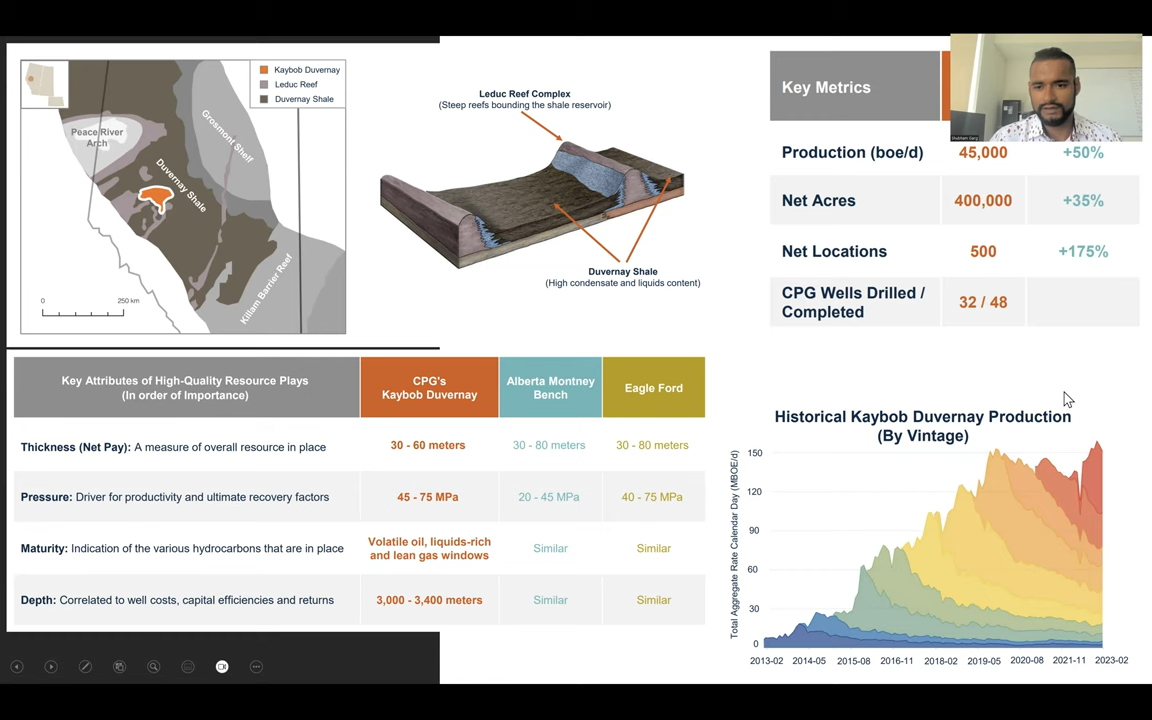 Kaybob Duvernay
Leduc Reef
Duvernay Shale
Peace River
Arch
Grosmont Shelf
Duvernay Shale
Killam Barrier Reef
0
250 km
Leduc Reef Complex
(Steep reefs bounding the shale reservoir)
Duvernay Shale
(High condensate and liquids content)
Key Metrics
Production (boe/d) 45,000 +50%
Net Acres 400,000 +35%
Net Locations 500 +175%
CPG Wells Drilled /
Completed
32 / 48
Key Attributes of High-Quality Resource Plays
(In order of Importance)
CPG's
Kaybob Duvernay
Alberta Montney
Bench
Eagle Ford
Thickness (Net Pay): A measure of overall resource in place 30 - 60 meters 30 - 80 meters 30 - 80 meters
Pressure: Driver for productivity and ultimate recovery factors 45 - 75 MPa 20 - 45 MPa 40 - 75 MPa
Maturity: Indication of the various hydrocarbons that are in place
Volatile oil, liquids-rich
and lean gas windows
Similar
Similar
Depth: Correlated to well costs, capital efficiencies and returns 3,000 - 3,400 meters Similar Similar
Historical Kaybob Duvernay Production
(By Vintage)
Total Aggregate Rate Calendar Day (MBOE/d)
150
120
90
60
30
0
2013-02 2014-05 2015-08 2016-11 2018-02 2019-05 2020-08 2021-11 2023-02